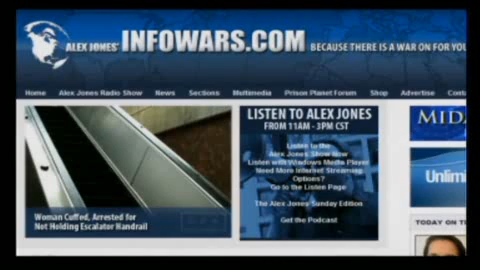 ALEX JONES' INFOWARS.COM BECAUSE THERE IS A WAR ON FOR YOU
Home Alex Jones Radio Show News Sections Multimedia Prison Planet Forum Shop Advertise Conta
Woman Cuffed, Arrested for
Not Holding Escalator Handrail
LISTEN TO ALEX JONES
FROM 11AM - 3PM CST
Listen to the
Alex Jones Show Now
Listen with Windows Media Player
Need More Internet Streaming
Options?
Go to the Listen Page
The Alex Jones Sunday Edition
Get the Podcast
MIDA
Unlimi
TODAY ON TH